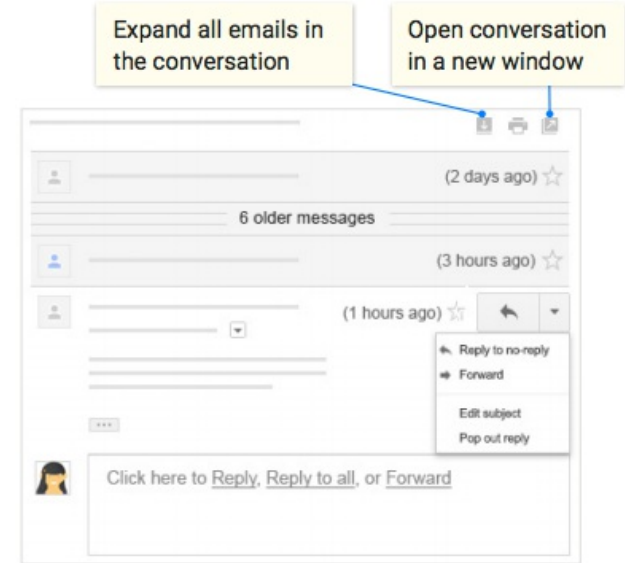 Expand all emails in
the conversation
Open conversation
in a new window
(2 days ago)
6 older messages
(3 hours ago)
(1 hours ago)
Reply to no-reply
Forward
Edit subject
Pop out reply
Click here to Reply, Reply to all, or Forward